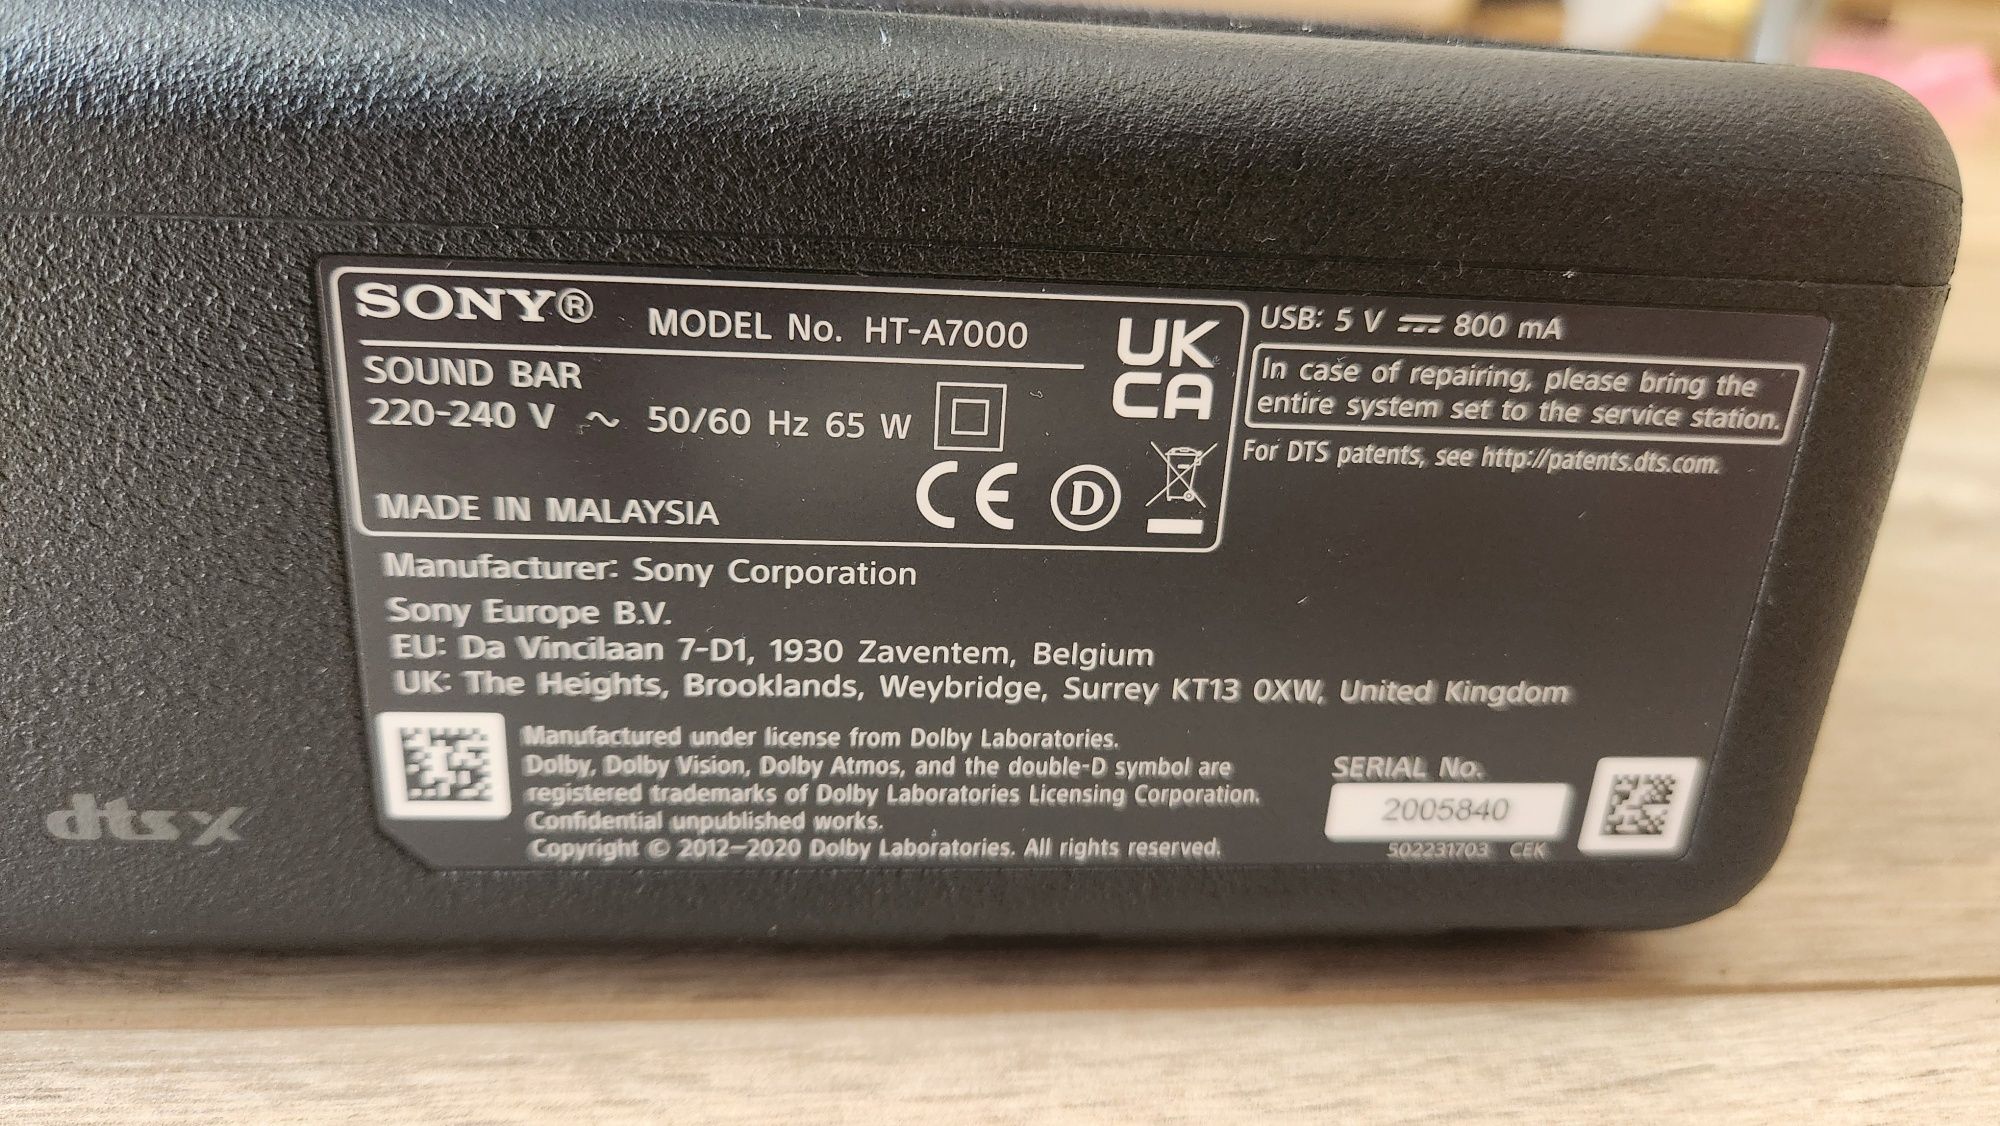 SONY®
MODEL No. HT-A7000
SOUND BAR
220-240 V ~ 50/60 Hz 65 W
MADE IN MALAYSIA
UK
CA
CE
D
USB: 5 V ⎓ 800 mA
In case of repairing, please bring the
entire system set to the service station.
For DTS patents, see http://patents.dts.com.
Manufacturer: Sony Corporation
Sony Europe B.V.
EU: Da Vincilaan 7-D1, 1930 Zaventem, Belgium
UK: The Heights, Brooklands, Weybridge, Surrey KT13 0XW, United Kingdom
Manufactured under license from Dolby Laboratories.
Dolby, Dolby Vision, Dolby Atmos, and the double-D symbol are
registered trademarks of Dolby Laboratories Licensing Corporation.
Confidential unpublished works.
Copyright © 2012—2020 Dolby Laboratories. All rights reserved.
SERIAL No.
2005840
502231703 CEK
dts x